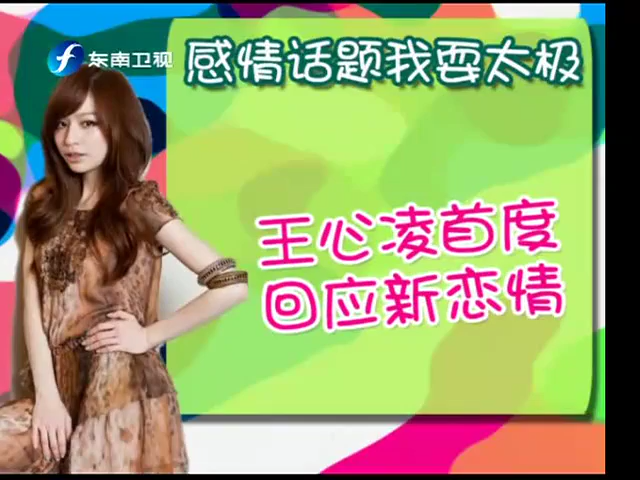 东南卫视
感情话题我耍太极
王心凌首度
回应新恋情